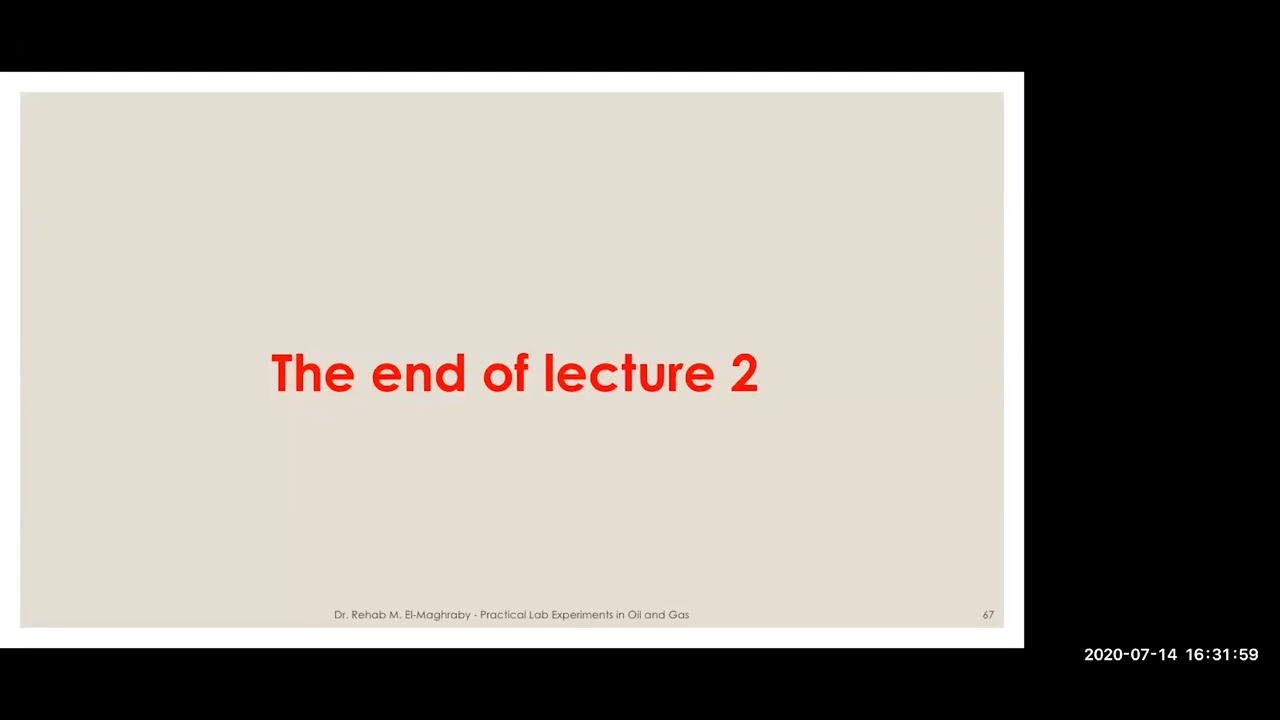 The end of lecture 2
Dr. Rehab M. El-Maghraby - Practical Lab Experiments in Oil and Gas
67
2020-07-14 16:31:59